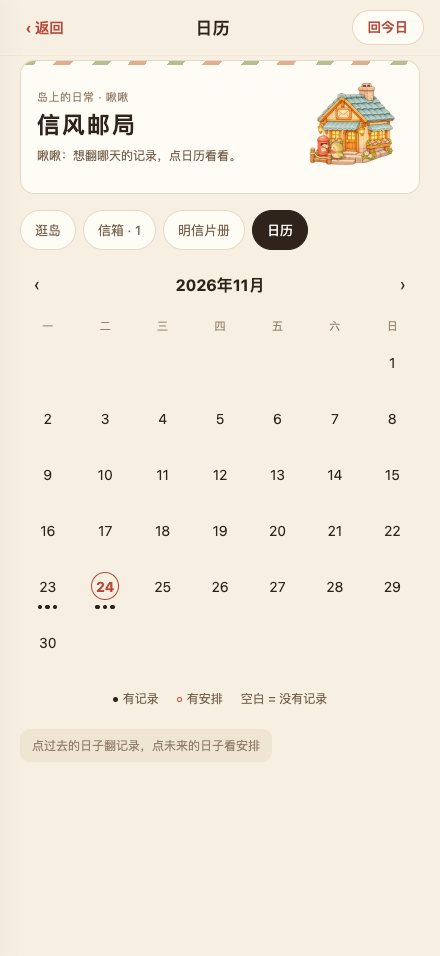 ‹ 返回
日历
回今日
岛上的日常 · 啾啾
信风邮局
啾啾：想翻哪天的记录，点日历看看。
逛岛
信箱 · 1
明信片册
日历
‹ 2026年11月 ›
一 二 三 四 五 六 日
1
2 3 4 5 6 7 8
9 10 11 12 13 14 15
16 17 18 19 20 21 22
23 24 25 26 27 28 29
30
有记录 有安排 空白 = 没有记录
点过去的日子翻记录，点未来的日子看安排